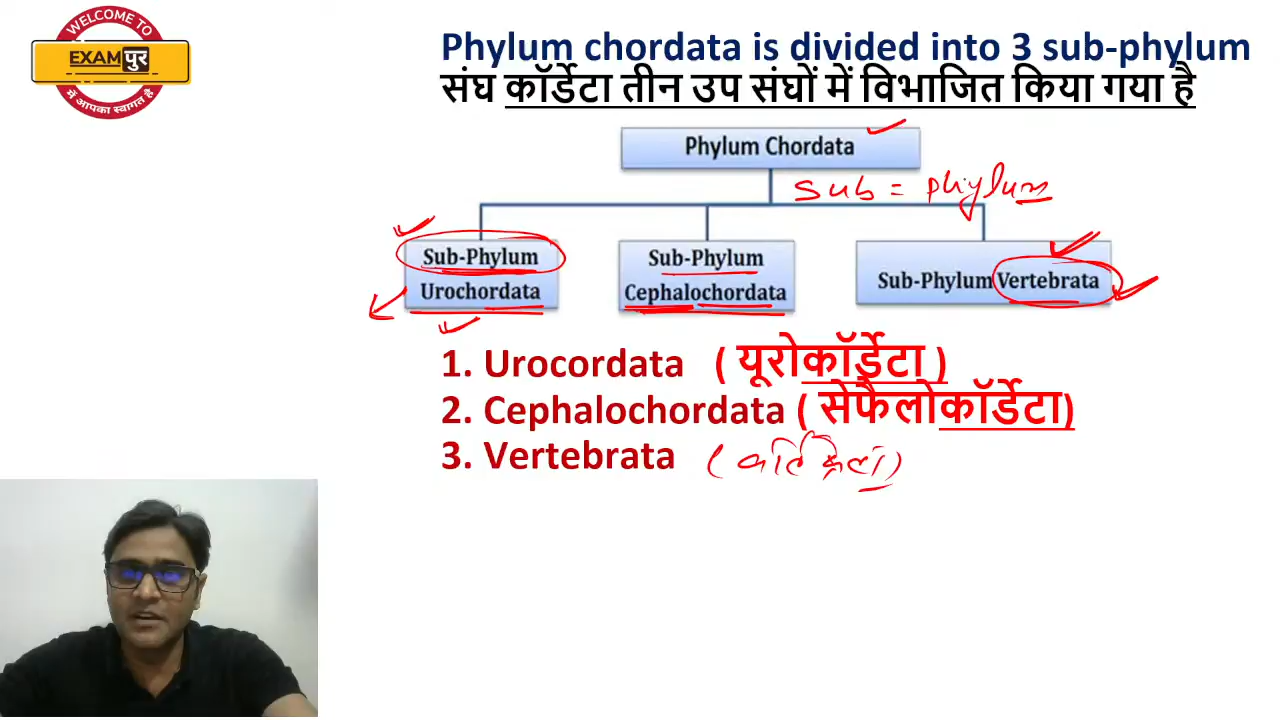 WELCOME TO
EXAMपुर
में आपका स्वागत है
Phylum chordata is divided into 3 sub-phylum
संघ कॉर्डेटा तीन उप संघों में विभाजित किया गया है
Phylum Chordata
Sub = phylum
Sub-Phylum
Urochordata
Sub-Phylum
Cephalochordata
Sub-Phylum Vertebrata
1. Urocordata ( यूरोकॉर्डेटा )
2. Cephalochordata ( सेफैलोकॉर्डेटा)
3. Vertebrata